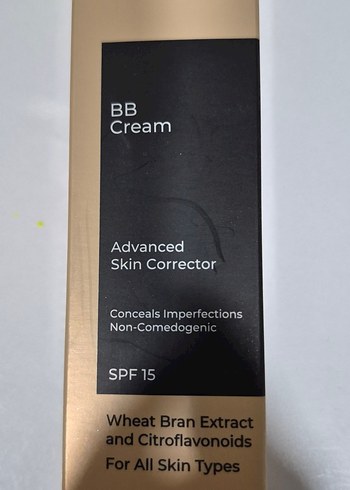 BB
Cream
Advanced
Skin Corrector
Conceals Imperfections
Non-Comedogenic
SPF 15
Wheat Bran Extract
and Citroflavonoids
For All Skin Types